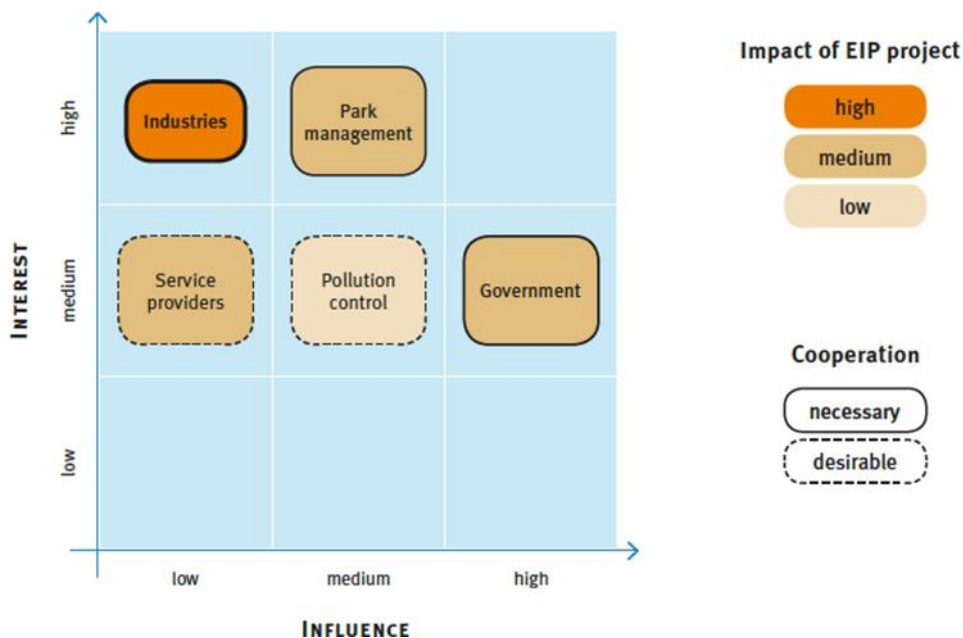 INTEREST
high
medium
low
Industries
Park
management
Service
providers
Pollution
control
Government
low
medium
high
INFLUENCE
Impact of EIP project
high
medium
low
Cooperation
necessary
desirable